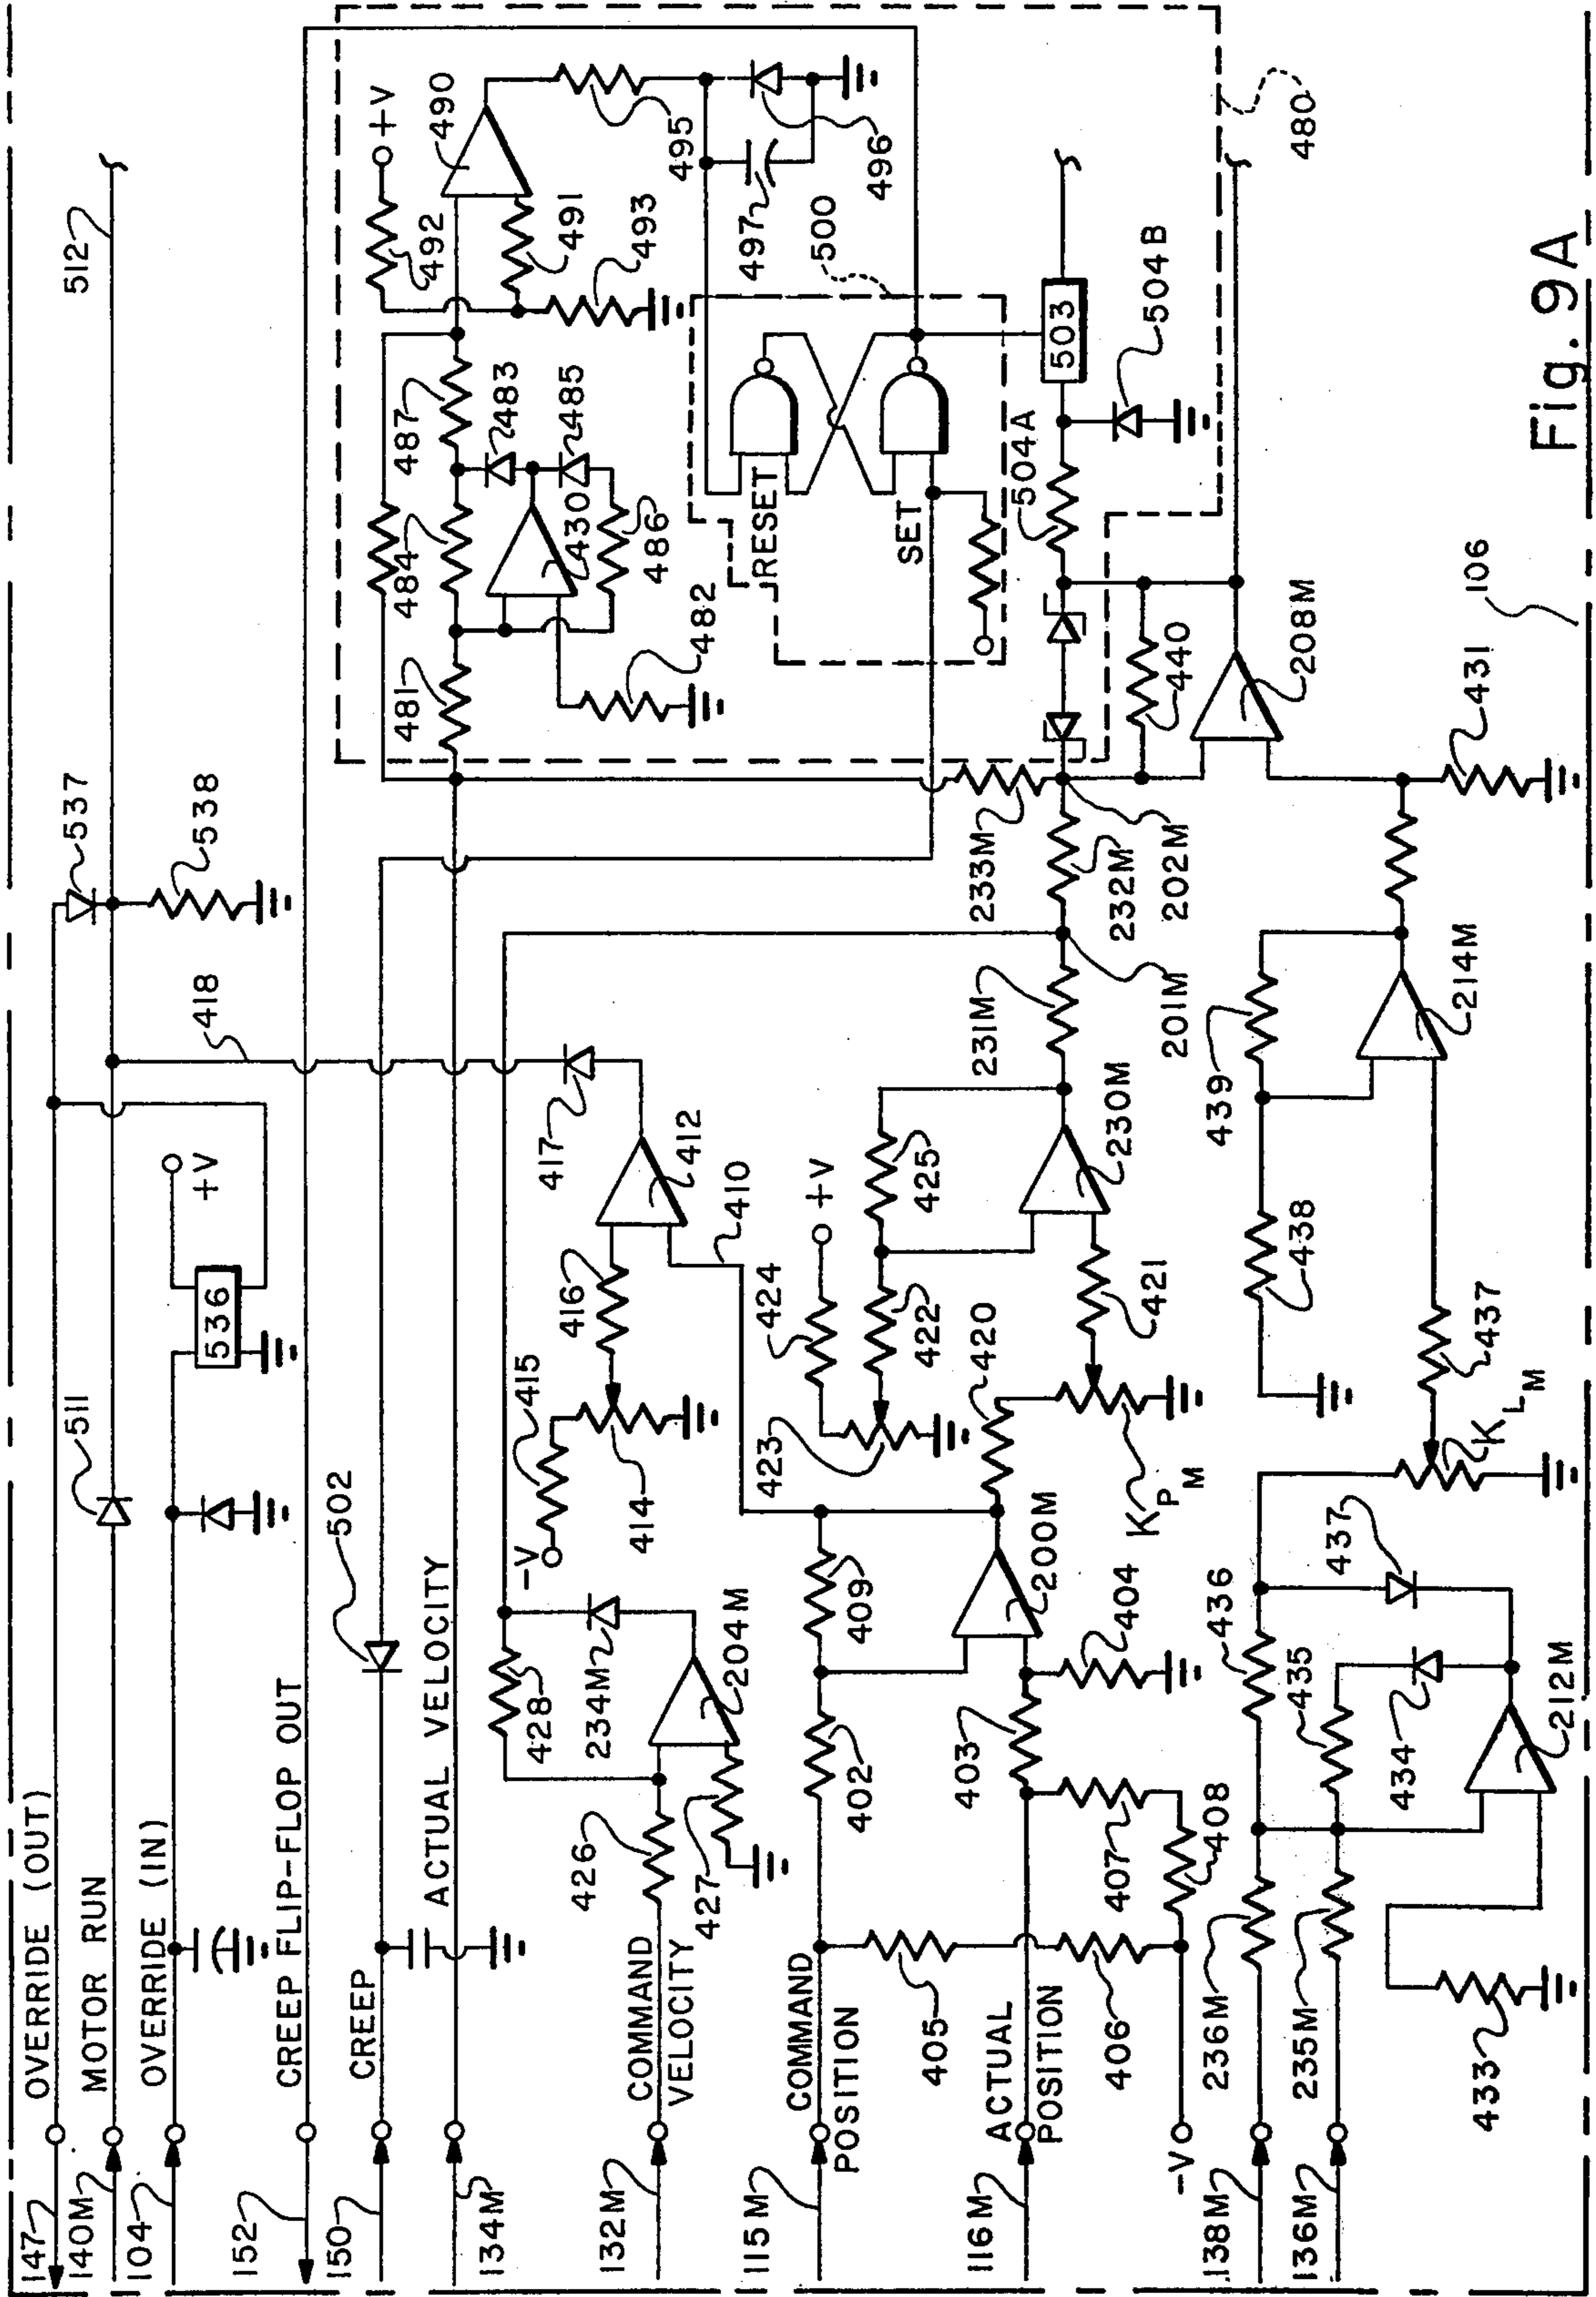 147
OVERRIDE (OUT)
140M
MOTOR RUN
104
OVERRIDE (IN)
152
CREEP FLIP-FLOP OUT
150
CREEP
134M
ACTUAL VELOCITY
132M
COMMAND
VELOCITY
115M
COMMAND
POSITION
116M
ACTUAL
POSITION
-V
138M
136M
511
536
+V
418
537
538
512
502
426
427
428
234M
204M
-V
415
414
416
417
412
410
405
406
407
408
402
403
404
409
200M
423
424
+V
422
425
420
421
KPM
230M
231M
201M
232M
233M
202M
236M
235M
433
434
435
436
437
212M
KLM
437
438
439
214M
431
440
208M
106
481
484
487
483
485
430
486
482
492
+V
490
491
493
495
496
497
500
RESET
SET
503
504A
504B
480
Fig. 9A